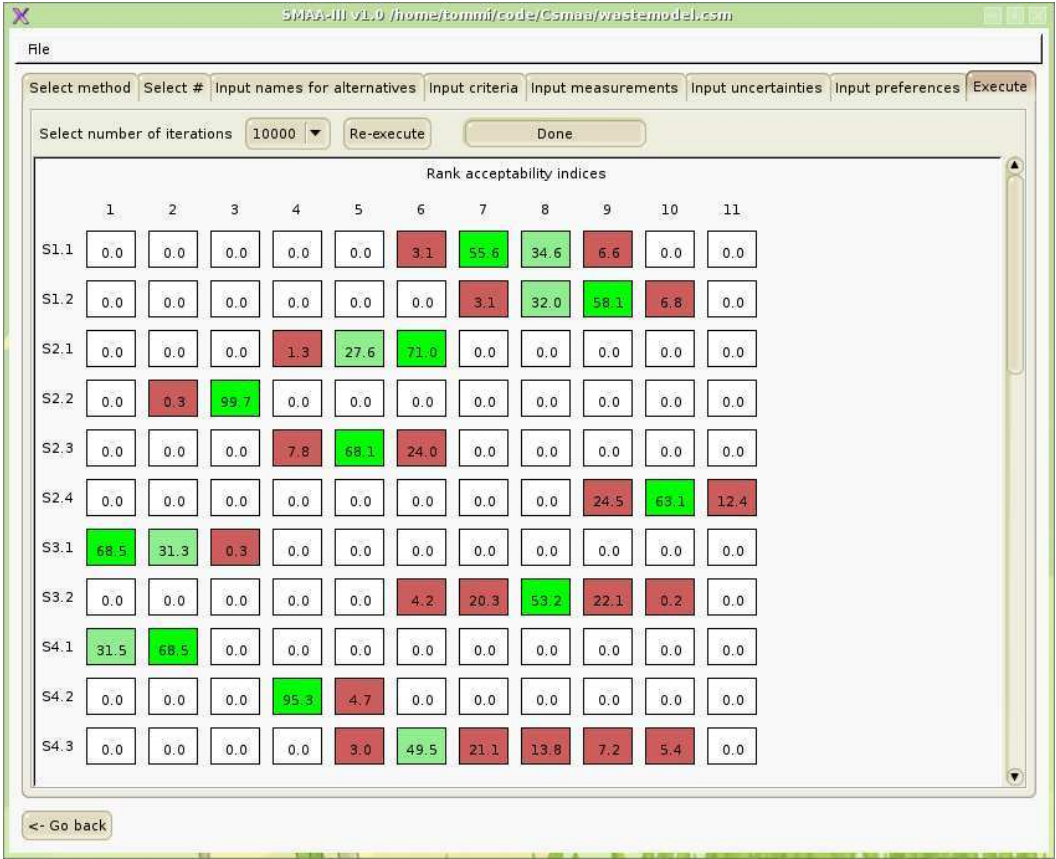 SMAA-III v1.0 /home/tommi/code/Csmaa/wastemodel.csm
File
Select method Select # Input names for alternatives Input criteria Input measurements Input uncertainties Input preferences Execute
Select number of iterations 10000 Re-execute Done
Rank acceptability indices
1 2 3 4 5 6 7 8 9 10 11
S1.1 0.0 0.0 0.0 0.0 0.0 3.1 55.6 34.6 6.6 0.0 0.0
S1.2 0.0 0.0 0.0 0.0 0.0 0.0 3.1 32.0 58.1 6.8 0.0
S2.1 0.0 0.0 0.0 1.3 27.6 71.0 0.0 0.0 0.0 0.0 0.0
S2.2 0.0 0.3 99.7 0.0 0.0 0.0 0.0 0.0 0.0 0.0 0.0
S2.3 0.0 0.0 0.0 7.8 68.1 24.0 0.0 0.0 0.0 0.0 0.0
S2.4 0.0 0.0 0.0 0.0 0.0 0.0 0.0 0.0 24.5 63.1 12.4
S3.1 68.5 31.3 0.3 0.0 0.0 0.0 0.0 0.0 0.0 0.0 0.0
S3.2 0.0 0.0 0.0 0.0 0.0 4.2 20.3 53.2 22.1 0.2 0.0
S4.1 31.5 68.5 0.0 0.0 0.0 0.0 0.0 0.0 0.0 0.0 0.0
S4.2 0.0 0.0 0.0 95.3 4.7 0.0 0.0 0.0 0.0 0.0 0.0
S4.3 0.0 0.0 0.0 0.0 3.0 49.5 21.1 13.8 7.2 5.4 0.0
<- Go back